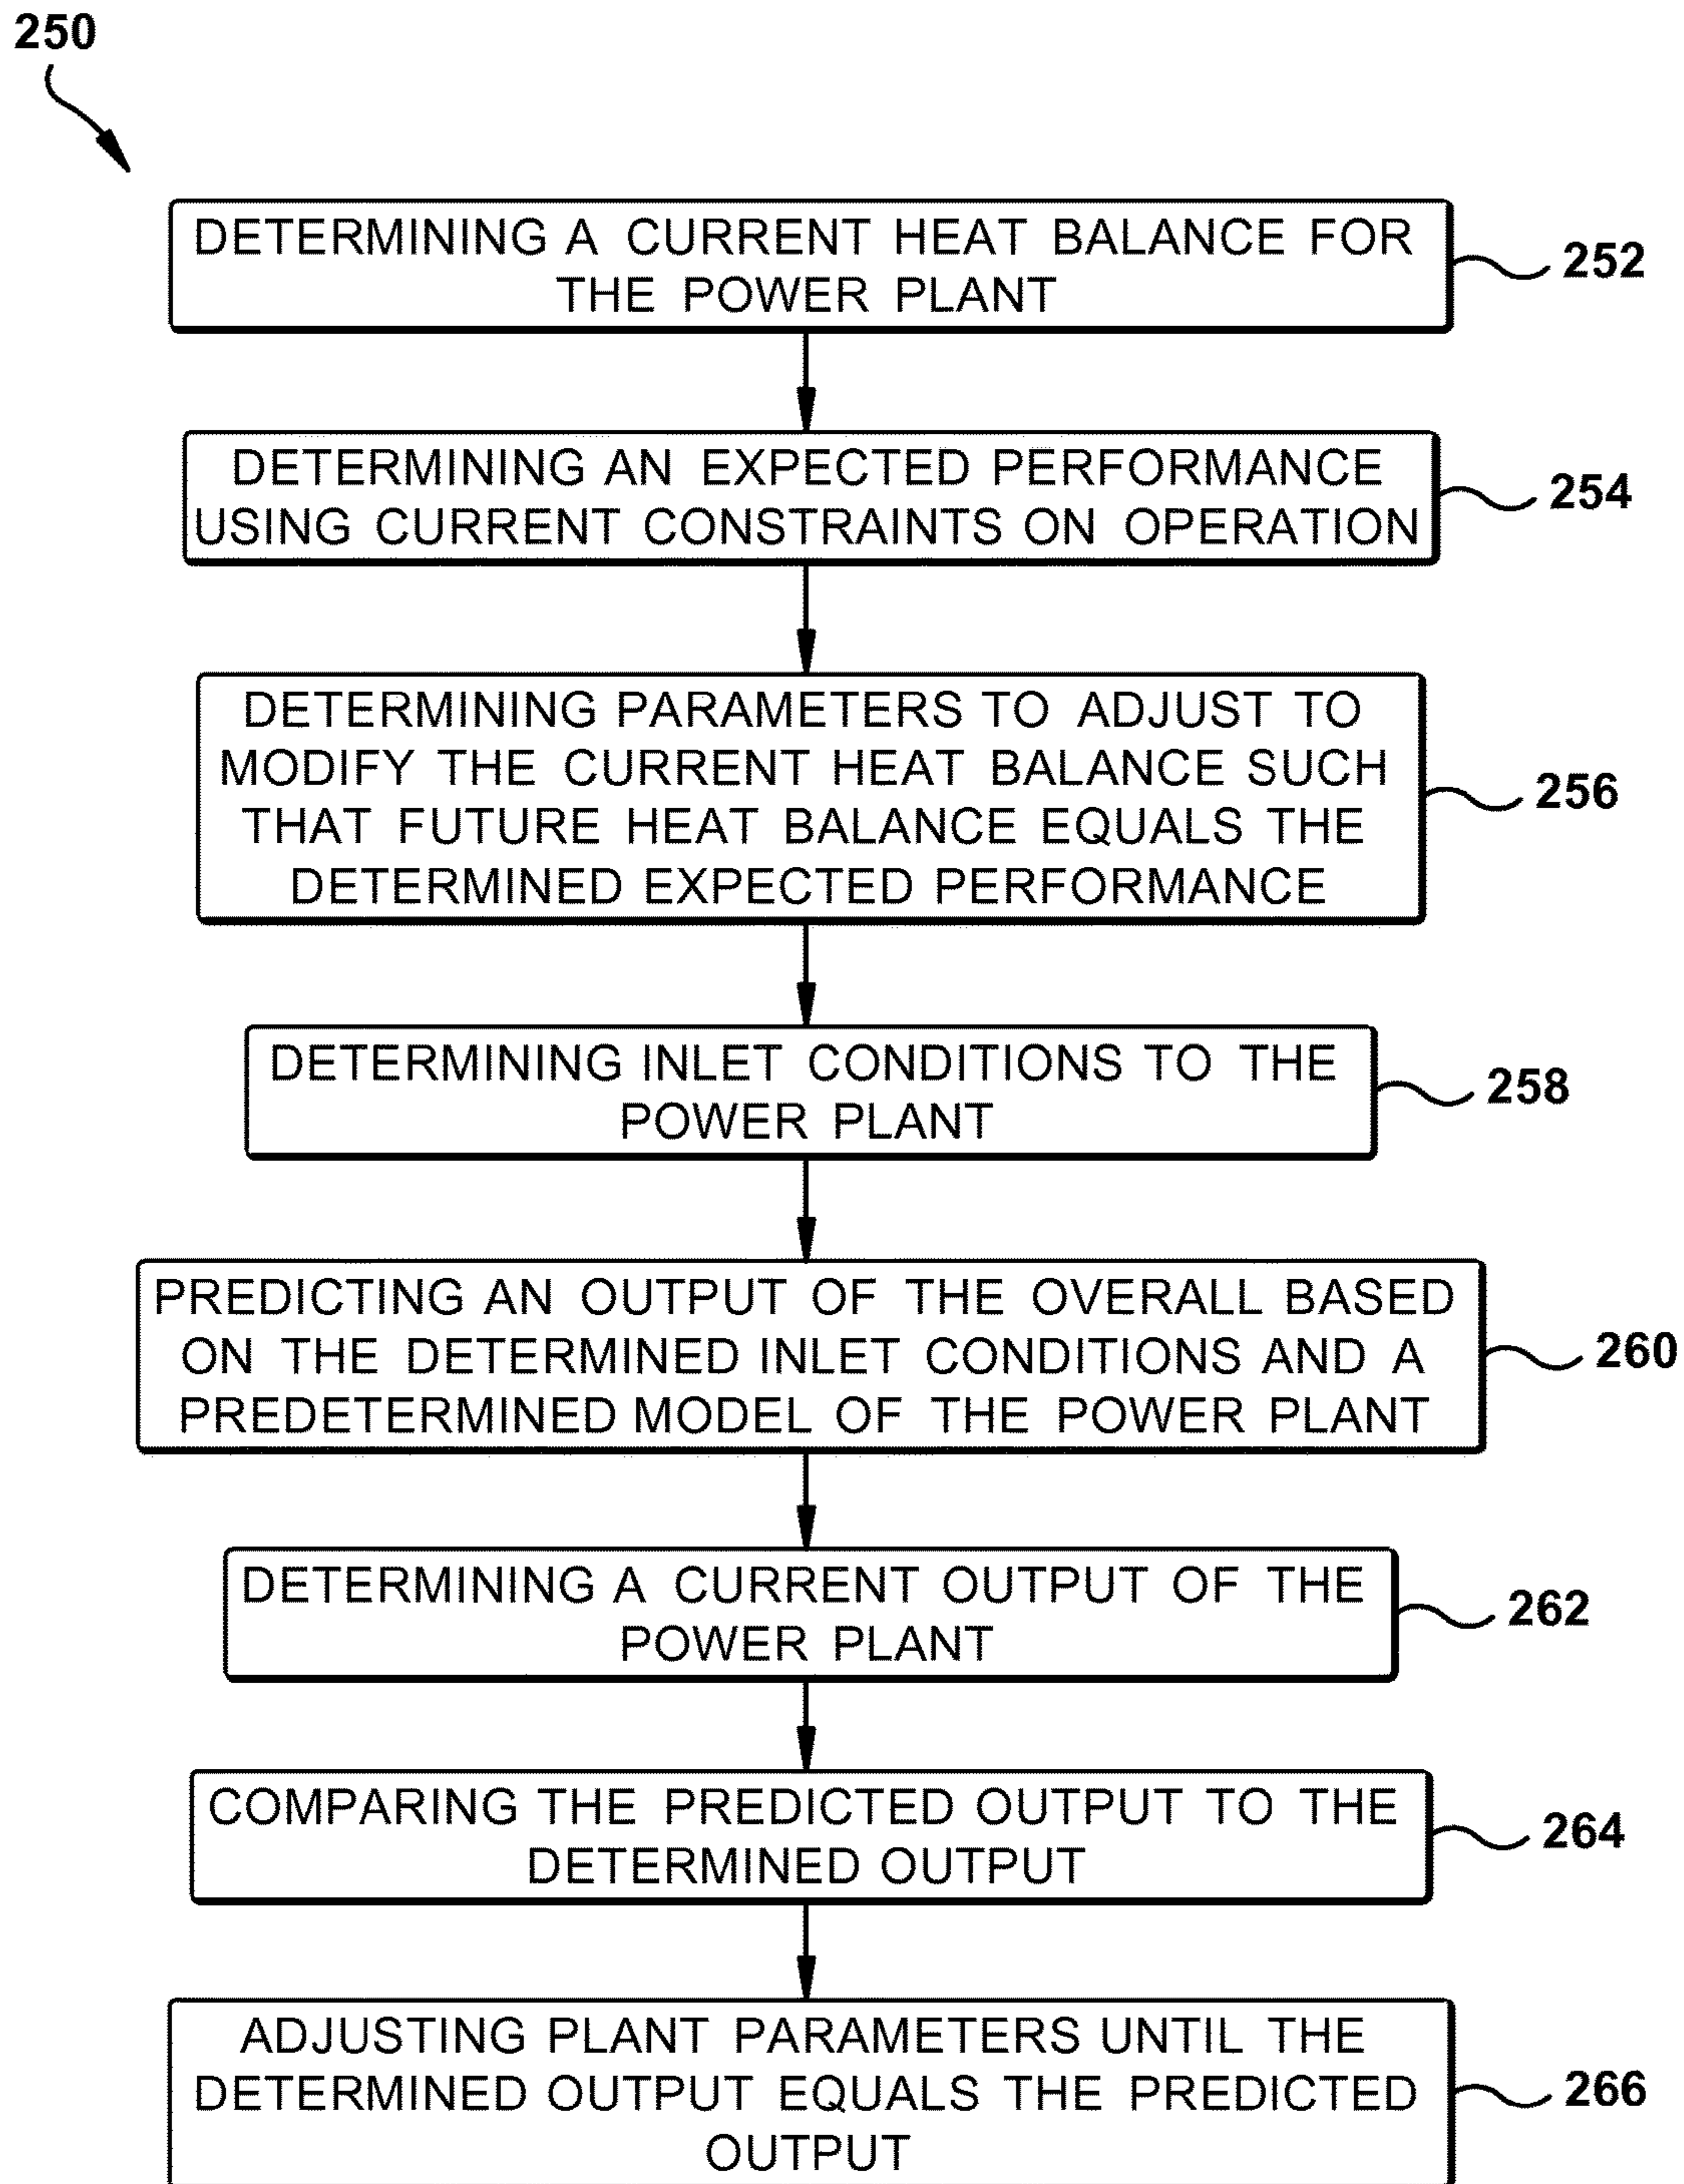 250
DETERMINING A CURRENT HEAT BALANCE FOR
THE POWER PLANT
252
DETERMINING AN EXPECTED PERFORMANCE
USING CURRENT CONSTRAINTS ON OPERATION
254
DETERMINING PARAMETERS TO ADJUST TO
MODIFY THE CURRENT HEAT BALANCE SUCH
THAT FUTURE HEAT BALANCE EQUALS THE
DETERMINED EXPECTED PERFORMANCE
256
DETERMINING INLET CONDITIONS TO THE
POWER PLANT
258
PREDICTING AN OUTPUT OF THE OVERALL BASED
ON THE DETERMINED INLET CONDITIONS AND A
PREDETERMINED MODEL OF THE POWER PLANT
260
DETERMINING A CURRENT OUTPUT OF THE
POWER PLANT
262
COMPARING THE PREDICTED OUTPUT TO THE
DETERMINED OUTPUT
264
ADJUSTING PLANT PARAMETERS UNTIL THE
DETERMINED OUTPUT EQUALS THE PREDICTED
OUTPUT
266